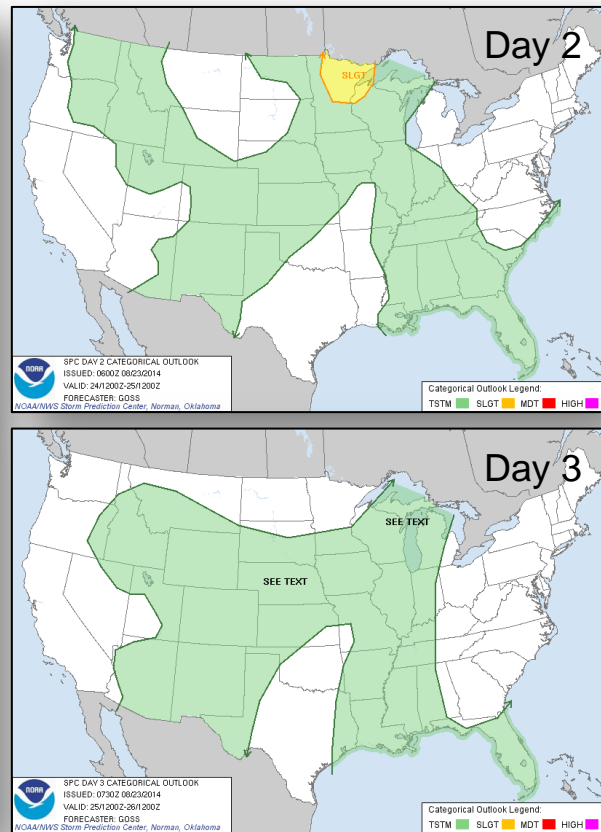 Day 2
SLGT
NOAA
SPC DAY 2 CATEGORICAL OUTLOOK
ISSUED: 0600Z 08/23/2014
VALID: 24/1200Z-25/1200Z
FORECASTER: GOSS
NOAA/NWS Storm Prediction Center, Norman, Oklahoma
Categorical Outlook Legend:
TSTM SLGT MDT HIGH
Day 3
SEE TEXT
SEE TEXT
NOAA
SPC DAY 3 CATEGORICAL OUTLOOK
ISSUED: 0730Z 08/23/2014
VALID: 25/1200Z-26/1200Z
FORECASTER: GOSS
NOAA/NWS Storm Prediction Center, Norman, Oklahoma
Categorical Outlook Legend:
TSTM SLGT MDT HIGH